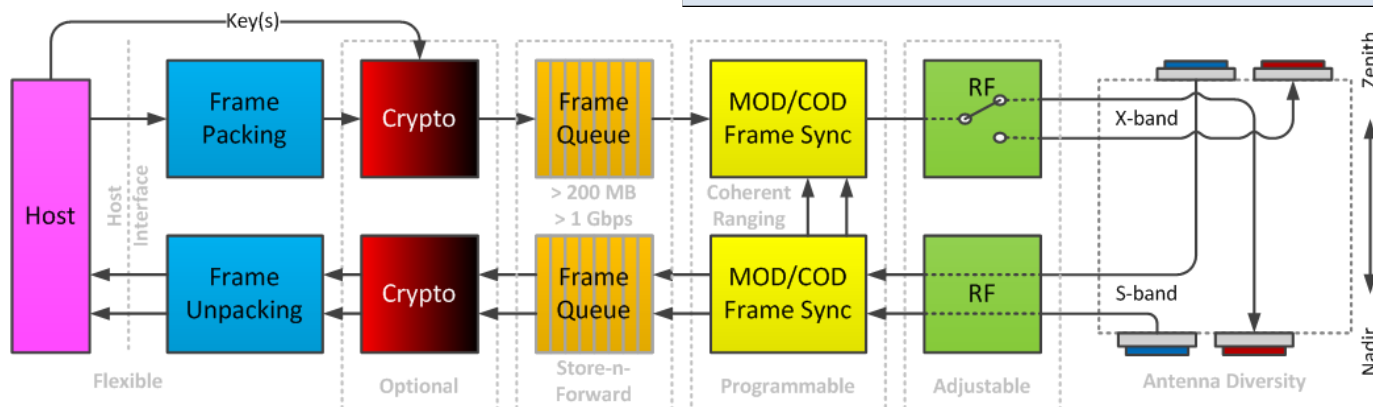 Key(s)
Zenith
Frame
Packing
Crypto
Frame
Queue
MOD/COD
Frame Sync
RF
X-band
Host
Host
Interface
> 200 MB
> 1 Gbps
Coherent
Ranging
Frame
Unpacking
Crypto
Frame
Queue
MOD/COD
Frame Sync
RF
S-band
Nadir
Flexible
Optional
Store-n-
Forward
Programmable
Adjustable
Antenna Diversity